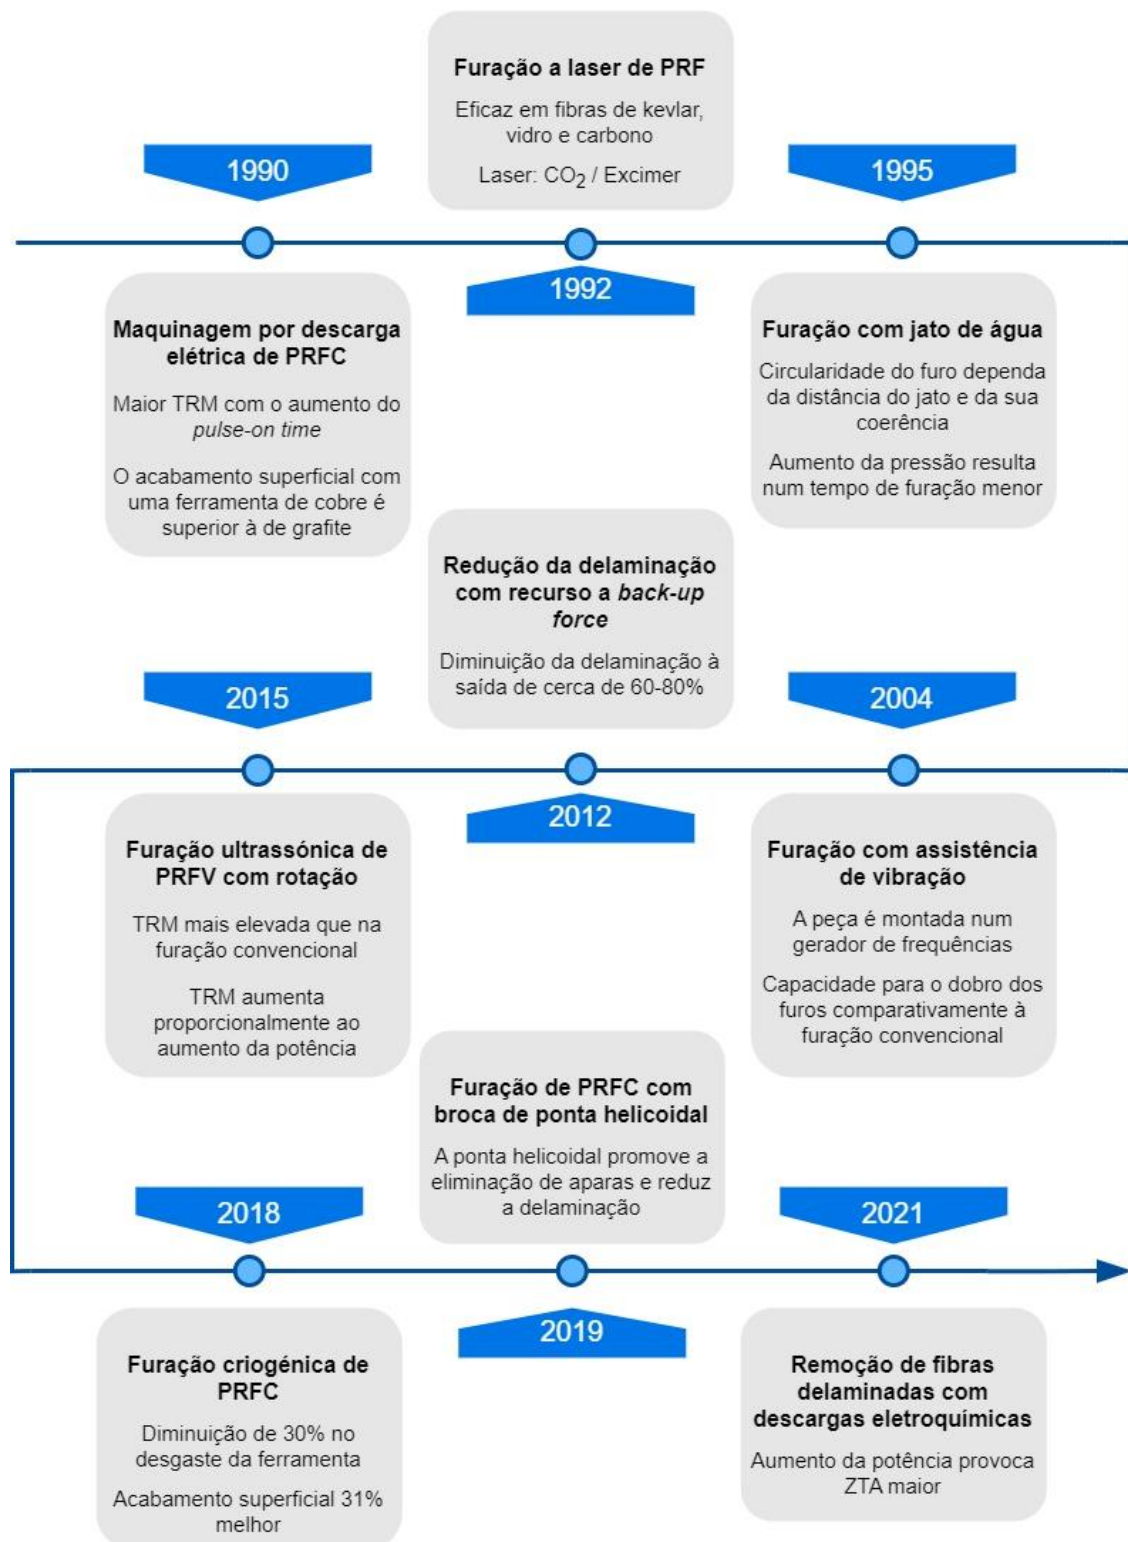 1990
Maquinagem por descarga
elétrica de PRFC
Maior TRM com o aumento do
pulse-on time
O acabamento superficial com
uma ferramenta de cobre é
superior à de grafite
Furação a laser de PRF
Eficaz em fibras de kevlar,
vidro e carbono
Laser: CO2 / Excimer
1992
1995
Furação com jato de água
Circularidade do furo dependa
da distância do jato e da sua
coerência
Aumento da pressão resulta
num tempo de furação menor
2004
Furação com assistência
de vibração
A peça é montada num
gerador de frequências
Capacidade para o dobro dos
furos comparativamente à
furação convencional
Redução da delaminação
com recurso a back-up
force
Diminuição da delaminação à
saída de cerca de 60-80%
2012
2015
Furação ultrassónica de
PRFV com rotação
TRM mais elevada que na
furação convencional
TRM aumenta
proporcionalmente ao
aumento da potência
2018
Furação criogénica de
PRFC
Diminuição de 30% no
desgaste da ferramenta
Acabamento superficial 31%
melhor
Furação de PRFC com
broca de ponta helicoidal
A ponta helicoidal promove a
eliminação de aparas e reduz
a delaminação
2019
2021
Remoção de fibras
delaminadas com
descargas eletroquímicas
Aumento da potência provoca
ZTA maior